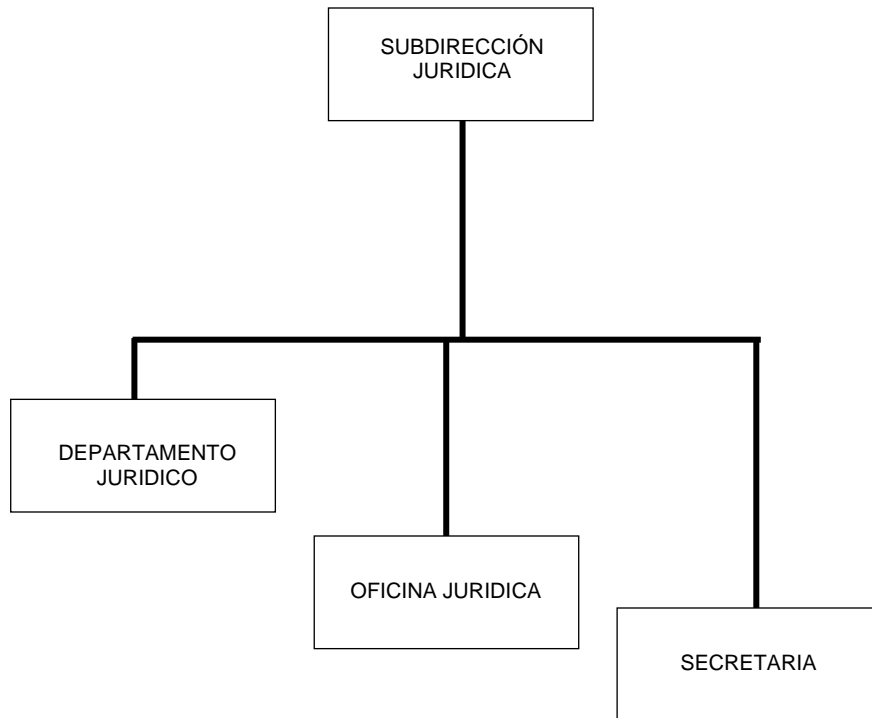 SUBDIRECCIÓN
JURIDICA
DEPARTAMENTO
JURIDICO
OFICINA JURIDICA
SECRETARIA